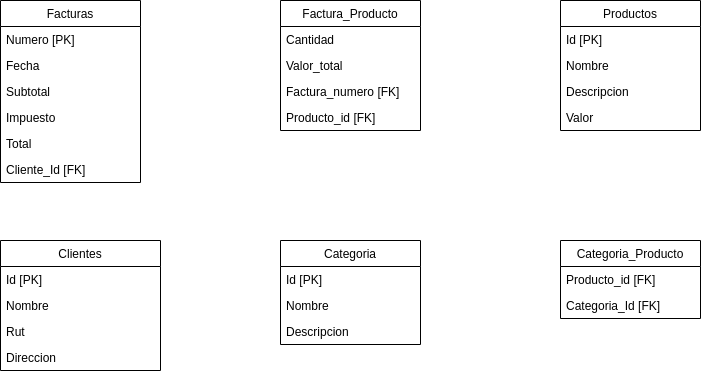 Facturas
Numero [PK]
Fecha
Subtotal
Impuesto
Total
Cliente_Id [FK]
Factura_Producto
Cantidad
Valor_total
Factura_numero [FK]
Producto_id [FK]
Productos
Id [PK]
Nombre
Descripcion
Valor
Clientes
Id [PK]
Nombre
Rut
Direccion
Categoria
Id [PK]
Nombre
Descripcion
Categoria_Producto
Producto_id [FK]
Categoria_Id [FK]